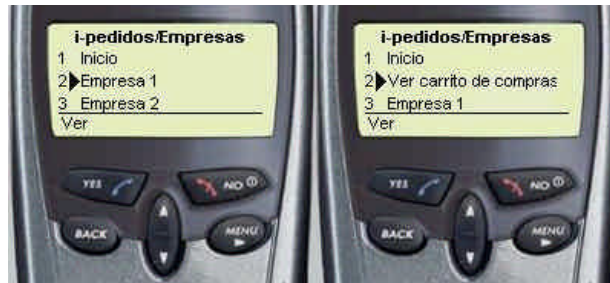 i-pedidos/Empresas
1 Inicio
2 Empresa 1
3 Empresa 2
Ver
YES
NO
BACK
MENU
i-pedidos/Empresas
1 Inicio
2 Ver carrito de compras
3 Empresa 1
Ver
YES
NO
BACK
MENU